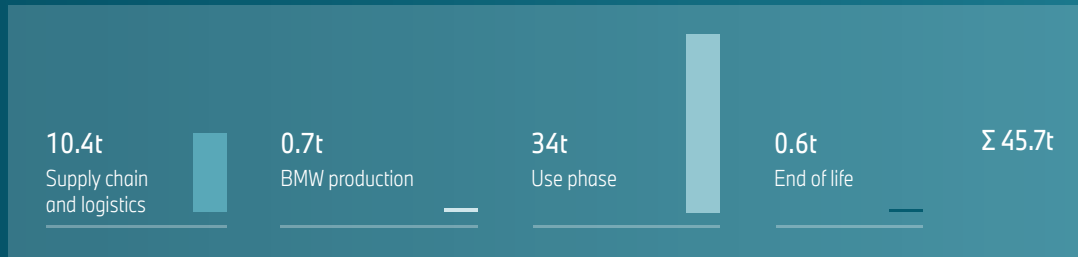 10.4t
Supply chain
and logistics
0.7t
BMW production
34t
Use phase
0.6t
End of life
Σ 45.7t